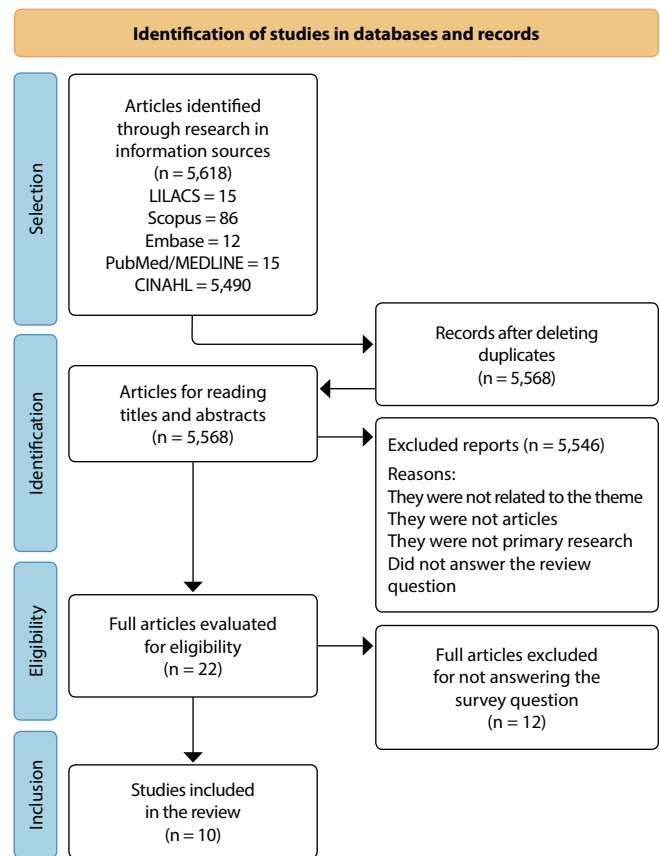 Identification of studies in databases and records
Selection
Articles identified
through research in
information sources
(n = 5,618)
LILACS = 15
Scopus = 86
Embase = 12
PubMed/MEDLINE = 15
CINAHL = 5,490
Records after deleting
duplicates
(n = 5,568)
Identification
Articles for reading
titles and abstracts
(n = 5,568)
Excluded reports (n = 5,546)
Reasons:
They were not related to the theme
They were not articles
They were not primary research
Did not answer the review
question
Eligibility
Full articles evaluated
for eligibility
(n = 22)
Full articles excluded
for not answering the
survey question
(n = 12)
Inclusion
Studies included
in the review
(n = 10)